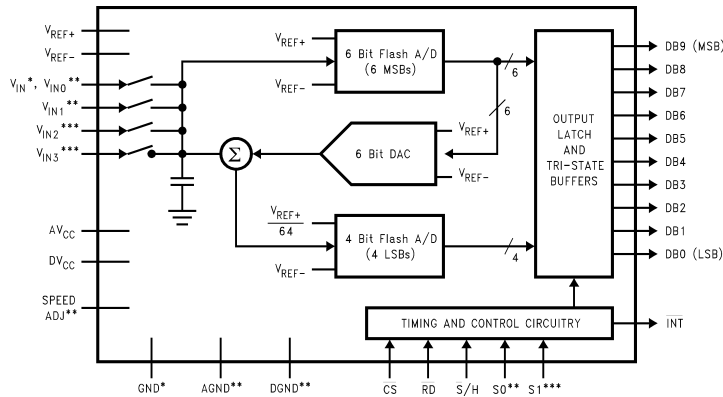 VREF+
VREF-
VIN*, VIN0**
VIN1**
VIN2***
VIN3***
AVCC
DVCC
SPEED
ADJ**
VREF+
VREF-
6 Bit Flash A/D
(6 MSBs)
6
6
Σ
6 Bit DAC
VREF+
VREF-
VREF+
64
VREF-
4 Bit Flash A/D
(4 LSBs)
4
OUTPUT
LATCH
AND
TRI-STATE
BUFFERS
TIMING AND CONTROL CIRCUITRY
DB9 (MSB)
DB8
DB7
DB6
DB5
DB4
DB3
DB2
DB1
DB0 (LSB)
INT
GND*
AGND**
DGND**
CS
RD
S/H
S0**
S1***